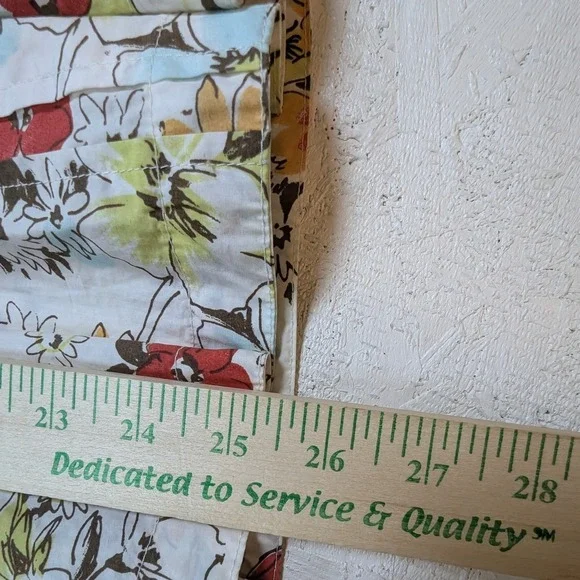 23 24 25 26 27 28
Dedicated to Service & Quality℠